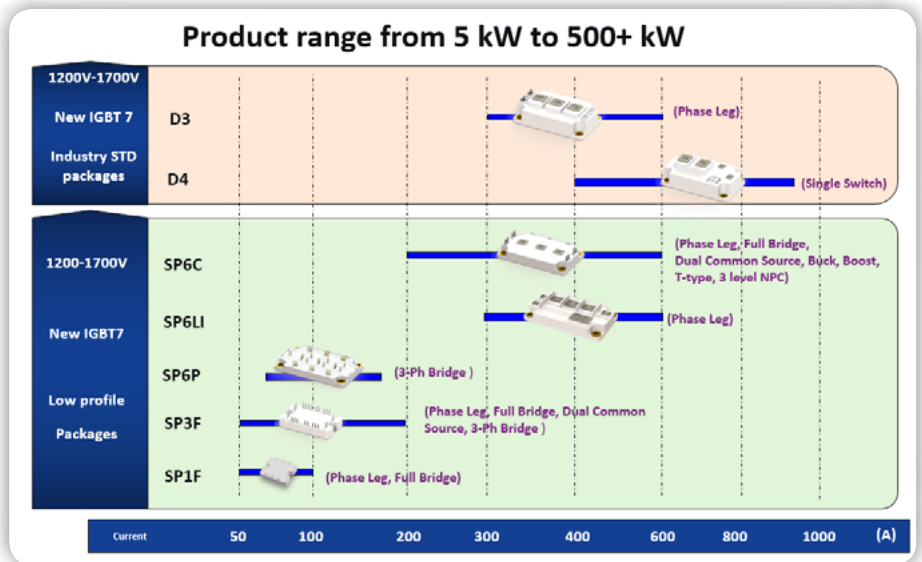 Product range from 5 kW to 500+ kW
1200V-1700V
New IGBT 7
Industry STD
packages
D3
(Phase Leg)
D4
(Single Switch)
1200-1700V
New IGBT7
Low profile
Packages
SP6C
(Phase Leg, Full Bridge,
Dual Common Source, Buck, Boost,
T-type, 3 level NPC)
SP6LI
(Phase Leg)
SP6P
(3-Ph Bridge )
SP3F
(Phase Leg, Full Bridge, Dual Common
Source, 3-Ph Bridge )
SP1F
(Phase Leg, Full Bridge)
Current 50 100 200 300 400 600 800 1000 (A)